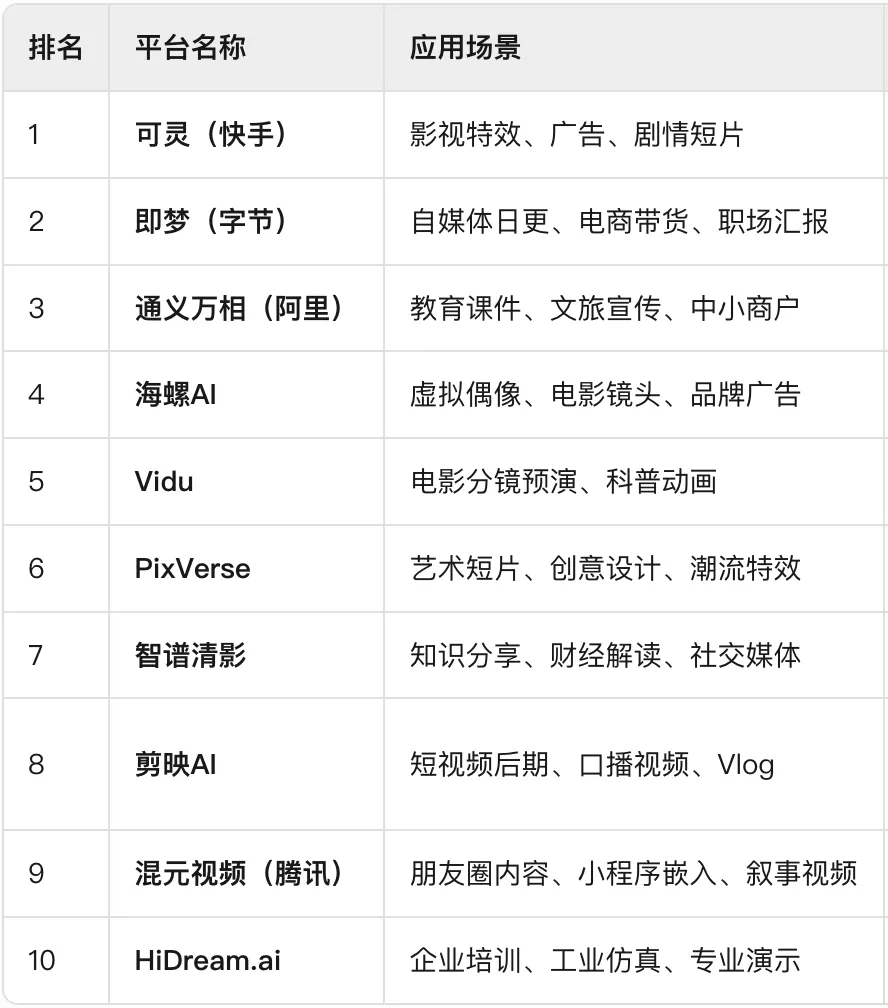 排名 平台名称 应用场景
1 可灵（快手） 影视特效、广告、剧情短片
2 即梦（字节） 自媒体日更、电商带货、职场汇报
3 通义万相（阿里） 教育课件、文旅宣传、中小商户
4 海螺AI 虚拟偶像、电影镜头、品牌广告
5 Vidu 电影分镜预演、科普动画
6 PixVerse 艺术短片、创意设计、潮流特效
7 智谱清影 知识分享、财经解读、社交媒体
8 剪映AI 短视频后期、口播视频、Vlog
9 混元视频（腾讯） 朋友圈内容、小程序嵌入、叙事视频
10 HiDream.ai 企业培训、工业仿真、专业演示